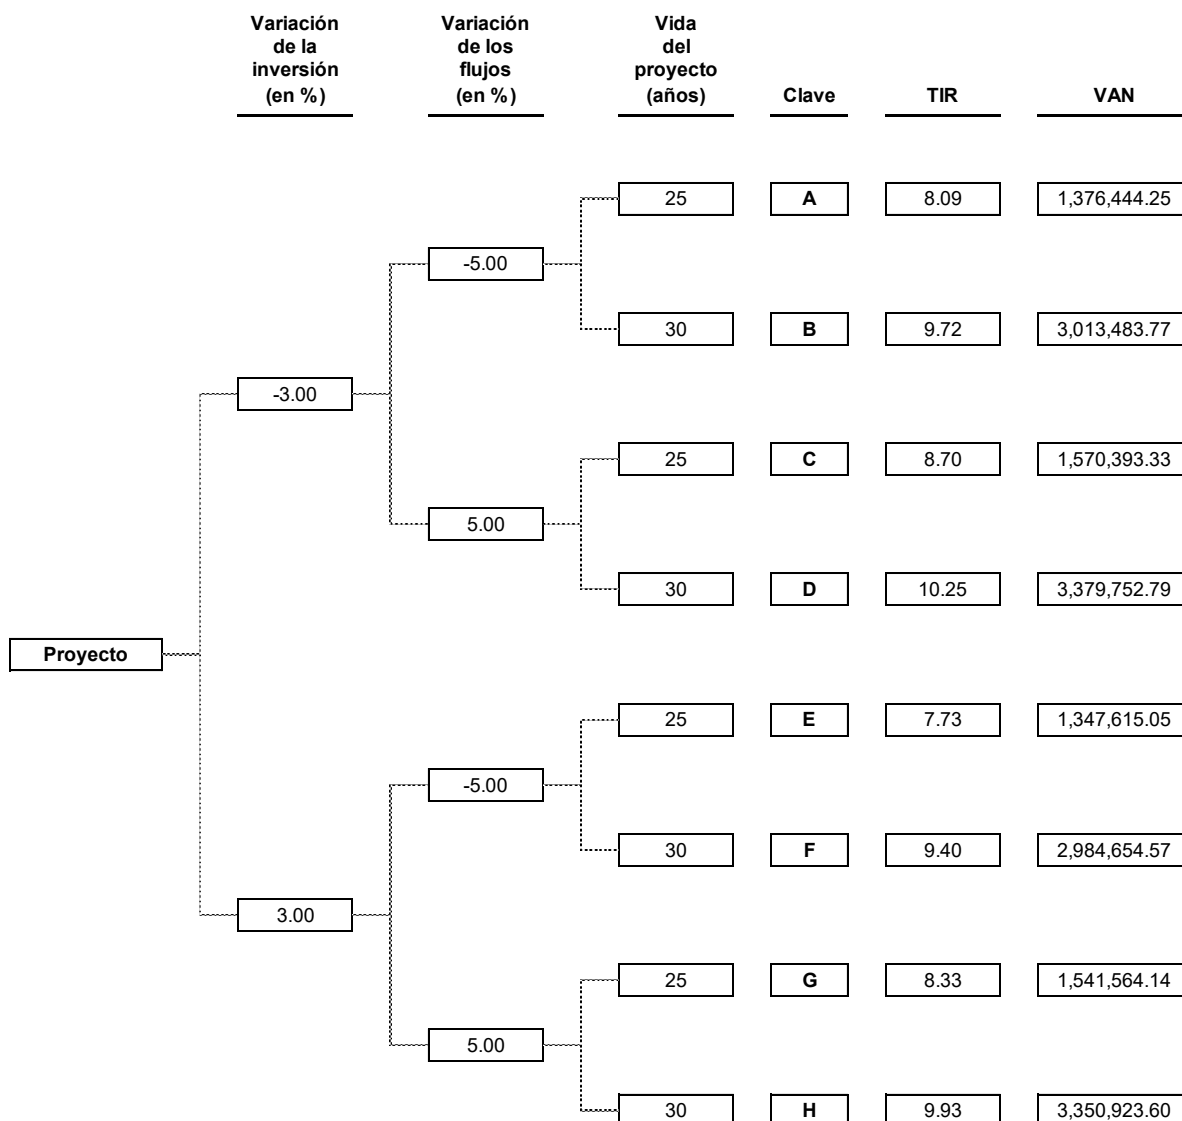 Variación de la inversión (en %)
Variación de los flujos (en %)
Vida del proyecto (años)
Clave
TIR
VAN
25 A 8.09 1,376,444.25
-5.00
30 B 9.72 3,013,483.77
-3.00
25 C 8.70 1,570,393.33
5.00
30 D 10.25 3,379,752.79
Proyecto
25 E 7.73 1,347,615.05
-5.00
30 F 9.40 2,984,654.57
3.00
25 G 8.33 1,541,564.14
5.00
30 H 9.93 3,350,923.60